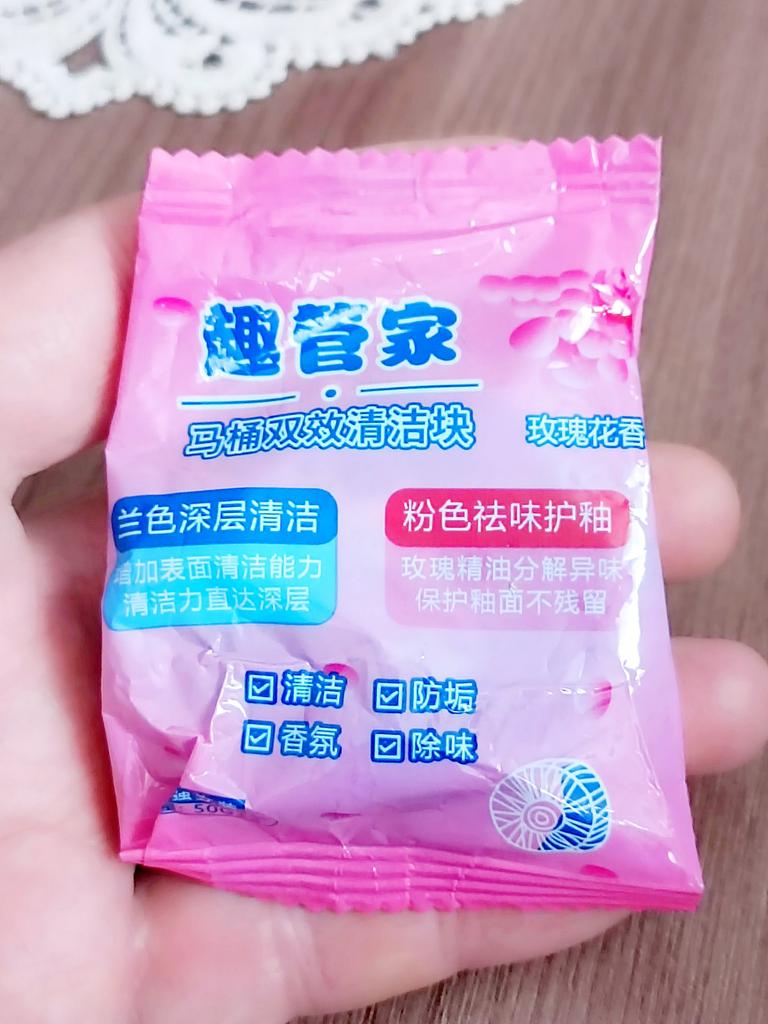 趣管家
马桶双效清洁块
玫瑰花香
兰色深层清洁
增加表面清洁能力
清洁力直达深层
粉色祛味护釉
玫瑰精油分解异味
保护釉面不残留
清洁 防垢
香氛 除味
50G